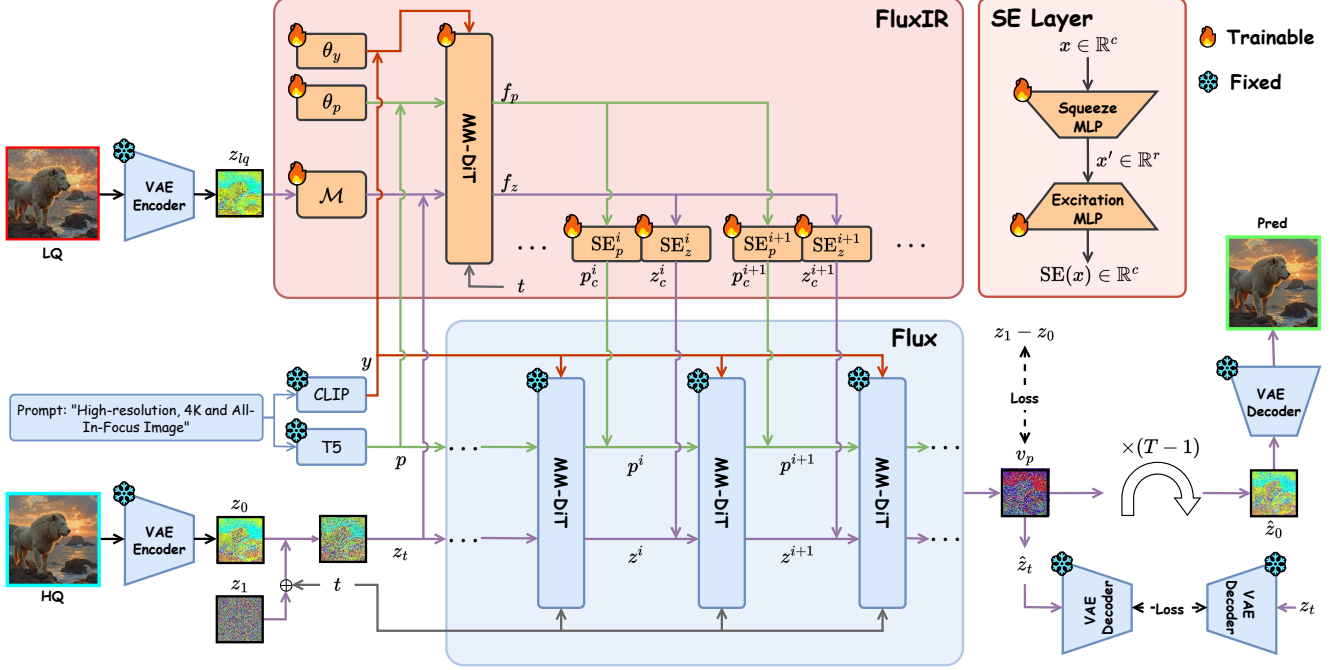 FluxIR
θ_y
θ_p
MM-DiT
f_p
f_z
z_{lq}
VAE
Encoder
LQ
ℳ
t
...
SE_p^i
SE_z^i
SE_p^{i+1}
SE_z^{i+1}
...
p_c^i
z_c^i
p_c^{i+1}
z_c^{i+1}
SE Layer
x ∈ ℝ^c
Squeeze
MLP
x′ ∈ ℝ^r
Excitation
MLP
SE(x) ∈ ℝ^c
Trainable
Fixed
Flux
y
CLIP
Prompt: "High-resolution, 4K and All-
In-Focus Image"
T5
p
...
MM-DiT
p^i
MM-DiT
p^{i+1}
MM-DiT
...
HQ
VAE
Encoder
z_0
z_1
t
z_t
...
z^i
z^{i+1}
...
z_1 − z_0
Loss
v_p
×(T − 1)
Pred
VAE
Decoder
ẑ_0
ẑ_t
VAE
Decoder
Loss
VAE
Decoder
z_t